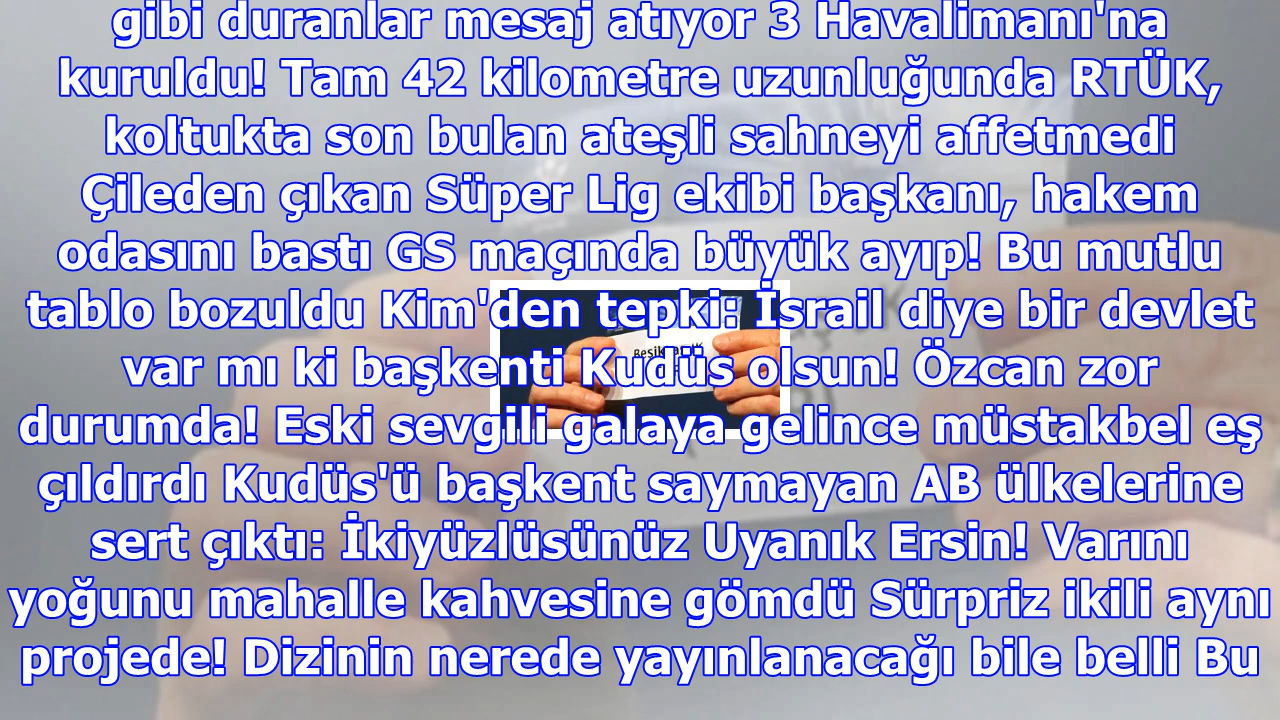 gibi duranlar mesaj atıyor 3 Havalimanı'na
kuruldu! Tam 42 kilometre uzunluğunda RTÜK,
koltukta son bulan ateşli sahneyi affetmedi
Çileden çıkan Süper Lig ekibi başkanı, hakem
odasını bastı GS maçında büyük ayıp! Bu mutlu
tablo bozuldu Kim'den tepki: İsrail diye bir devlet
var mı ki başkenti Kudüs olsun! Özcan zor
durumda! Eski sevgili galaya gelince müstakbel eş
çıldırdı Kudüs'ü başkent saymayan AB ülkelerine
sert çıktı: İkiyüzlüsünüz Uyanık Ersin! Varını
yoğunu mahalle kahvesine gömdü Sürpriz ikili aynı
projede! Dizinin nerede yayınlanacağı bile belli Bu